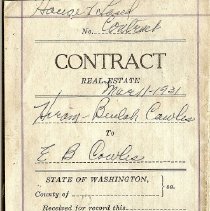 House & Land
No. Contract
CONTRACT
REAL ESTATE
Mar 11-1921
Hiram-Beulah Cowles
To
E B Cowles
STATE OF WASHINGTON,
County of
ss.
Received for record this